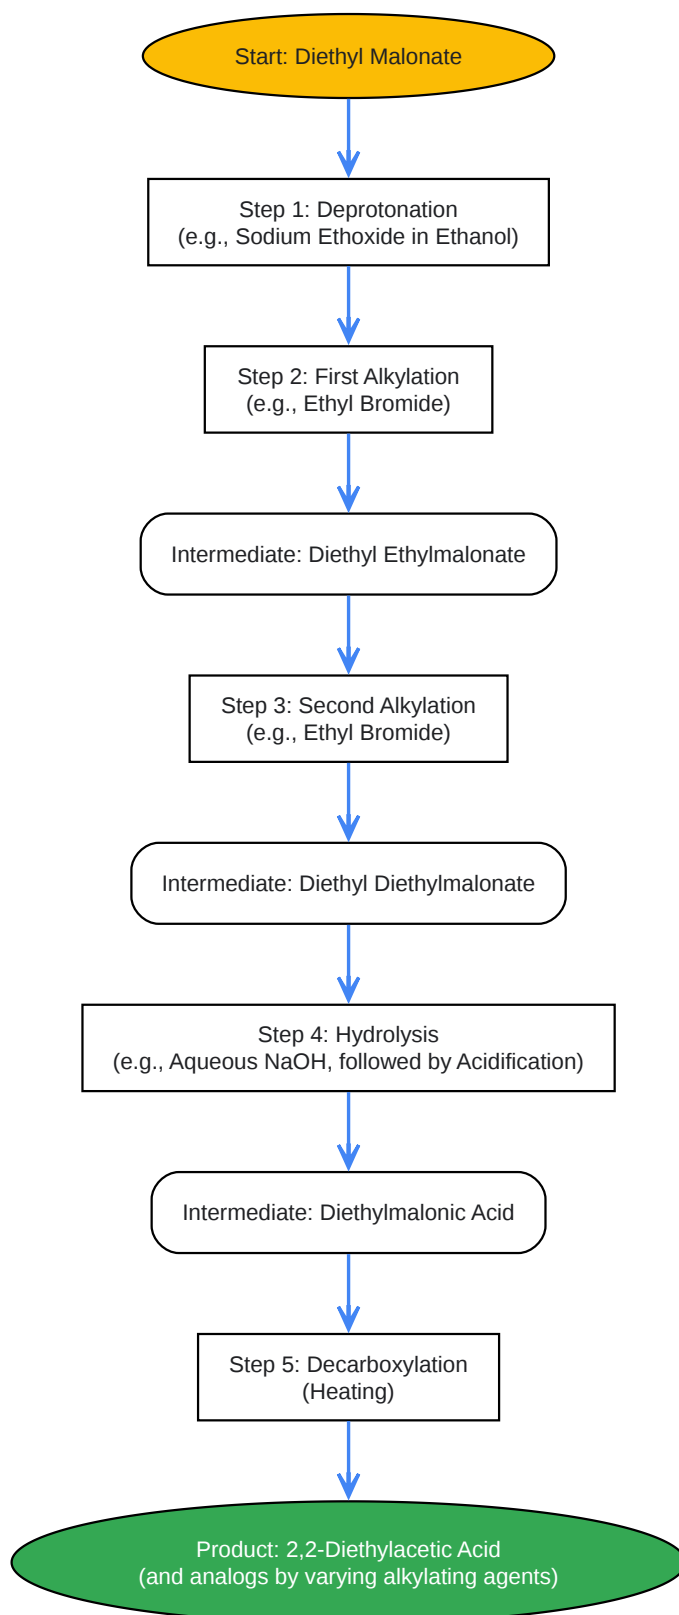 Start: Diethyl Malonate
Step 1: Deprotonation
(e.g., Sodium Ethoxide in Ethanol)
Step 2: First Alkylation
(e.g., Ethyl Bromide)
Intermediate: Diethyl Ethylmalonate
Step 3: Second Alkylation
(e.g., Ethyl Bromide)
Intermediate: Diethyl Diethylmalonate
Step 4: Hydrolysis
(e.g., Aqueous NaOH, followed by Acidification)
Intermediate: Diethylmalonic Acid
Step 5: Decarboxylation
(Heating)
Product: 2,2-Diethylacetic Acid
(and analogs by varying alkylating agents)